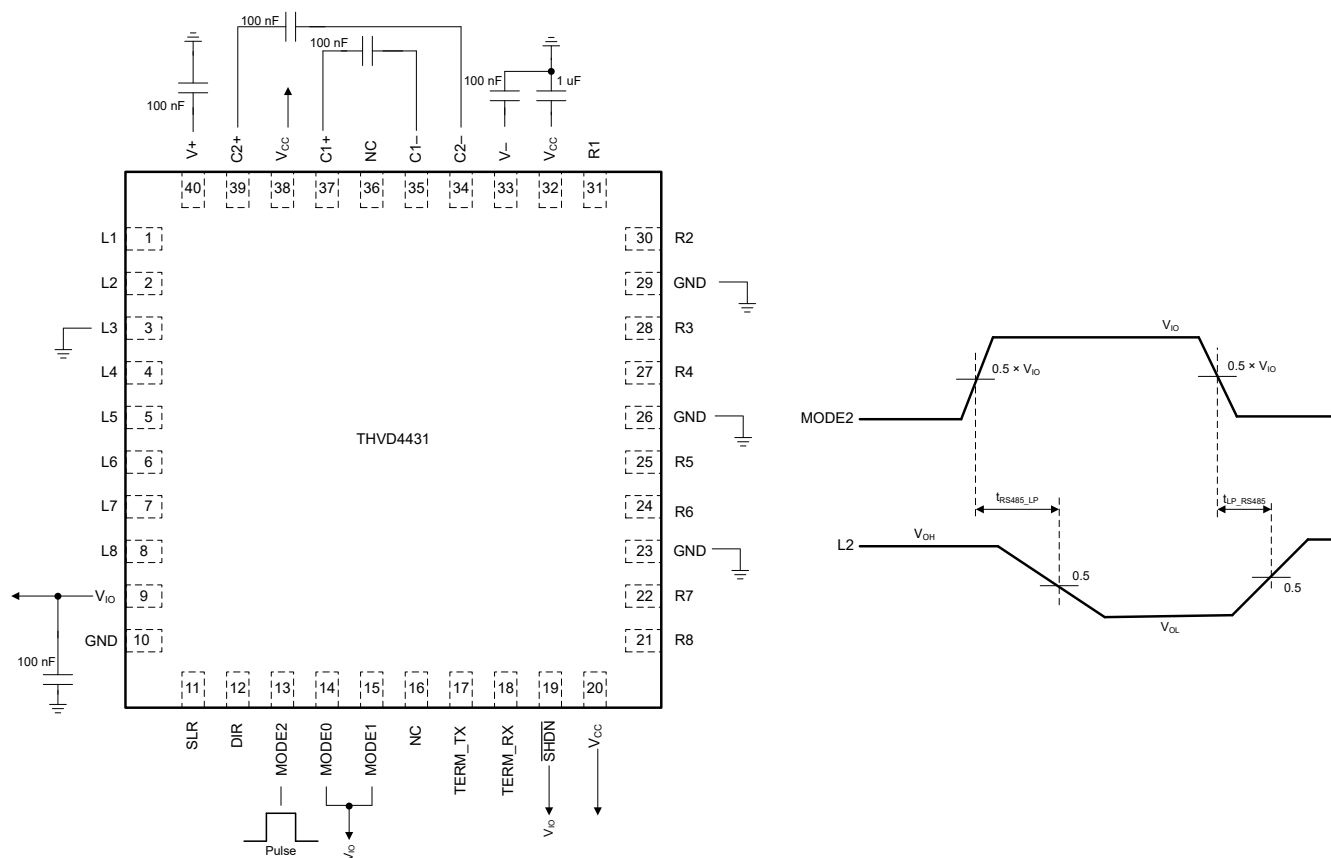 100 nF
100 nF
100 nF
100 nF
1 uF
V+
C2+
VCC
C1+
NC
C1–
C2–
V–
VCC
R1
40
39
38
37
36
35
34
33
32
31
L1 1
30 R2
L2 2
29 GND
L3 3
28 R3
L4 4
27 R4
L5 5
26 GND
THVD4431
L6 6
25 R5
L7 7
24 R6
L8 8
23 GND
VIO 9
22 R7
GND 10
21 R8
100 nF
11
12
13
14
15
16
17
18
19
20
SLR
DIR
MODE2
MODE0
MODE1
NC
TERM_TX
TERM_RX
SHDN
VCC
Pulse
VIO
VIO
VIO
0.5 × VIO
0.5 × VIO
MODE2
tRS485_LP
tLP_RS485
L2
VOH
0.5
0.5
VOL